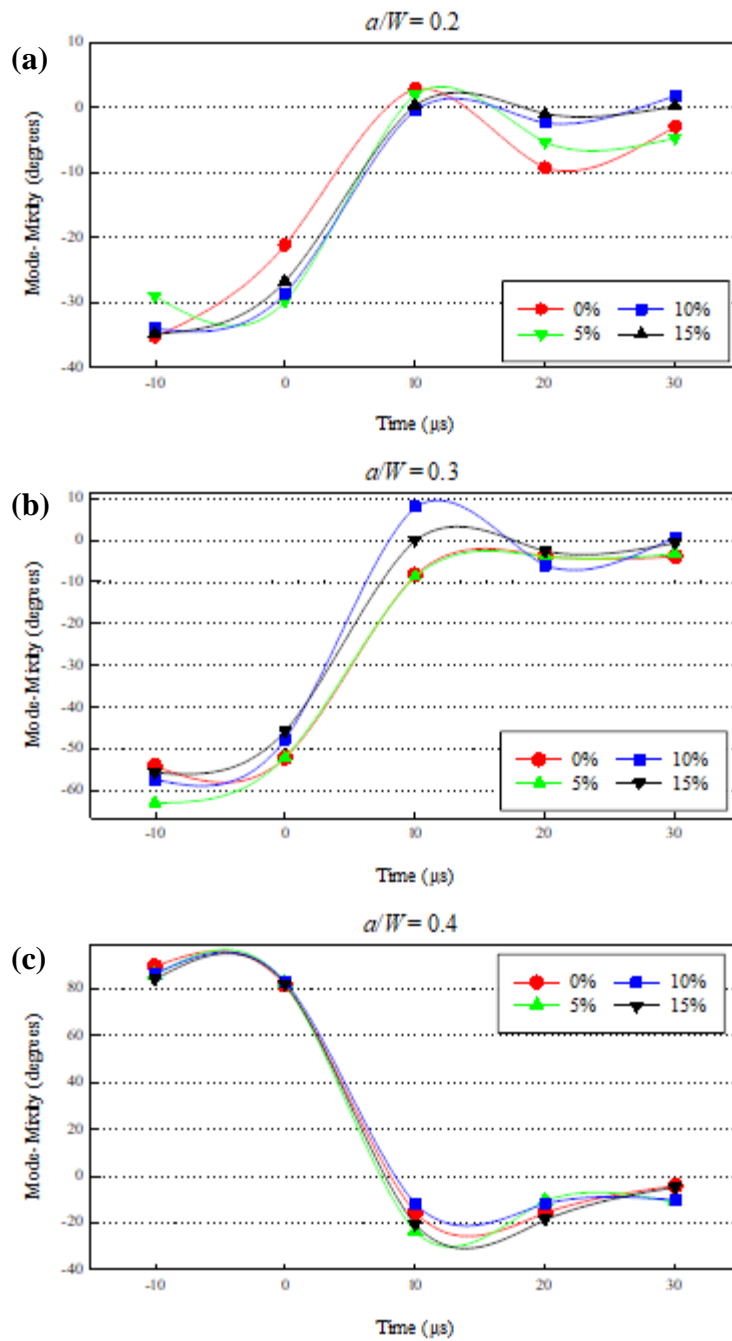 a/W = 0.2
(a)
10
0
-10
-20
-30
-40
Mode- Mixity (degrees)
0% 10%
5% 15%
-10 0 10 20 30
Time (μs)
a/W = 0.3
(b)
10
0
-10
-20
-30
-40
-50
-60
Mode-Mixity (degrees)
0% 10%
5% 15%
-10 0 10 20 30
Time (μs)
a/W = 0.4
(c)
80
60
40
20
0
-20
-40
Mode- Mixity (degrees)
0% 10%
5% 15%
-10 0 10 20 30
Time (μs)